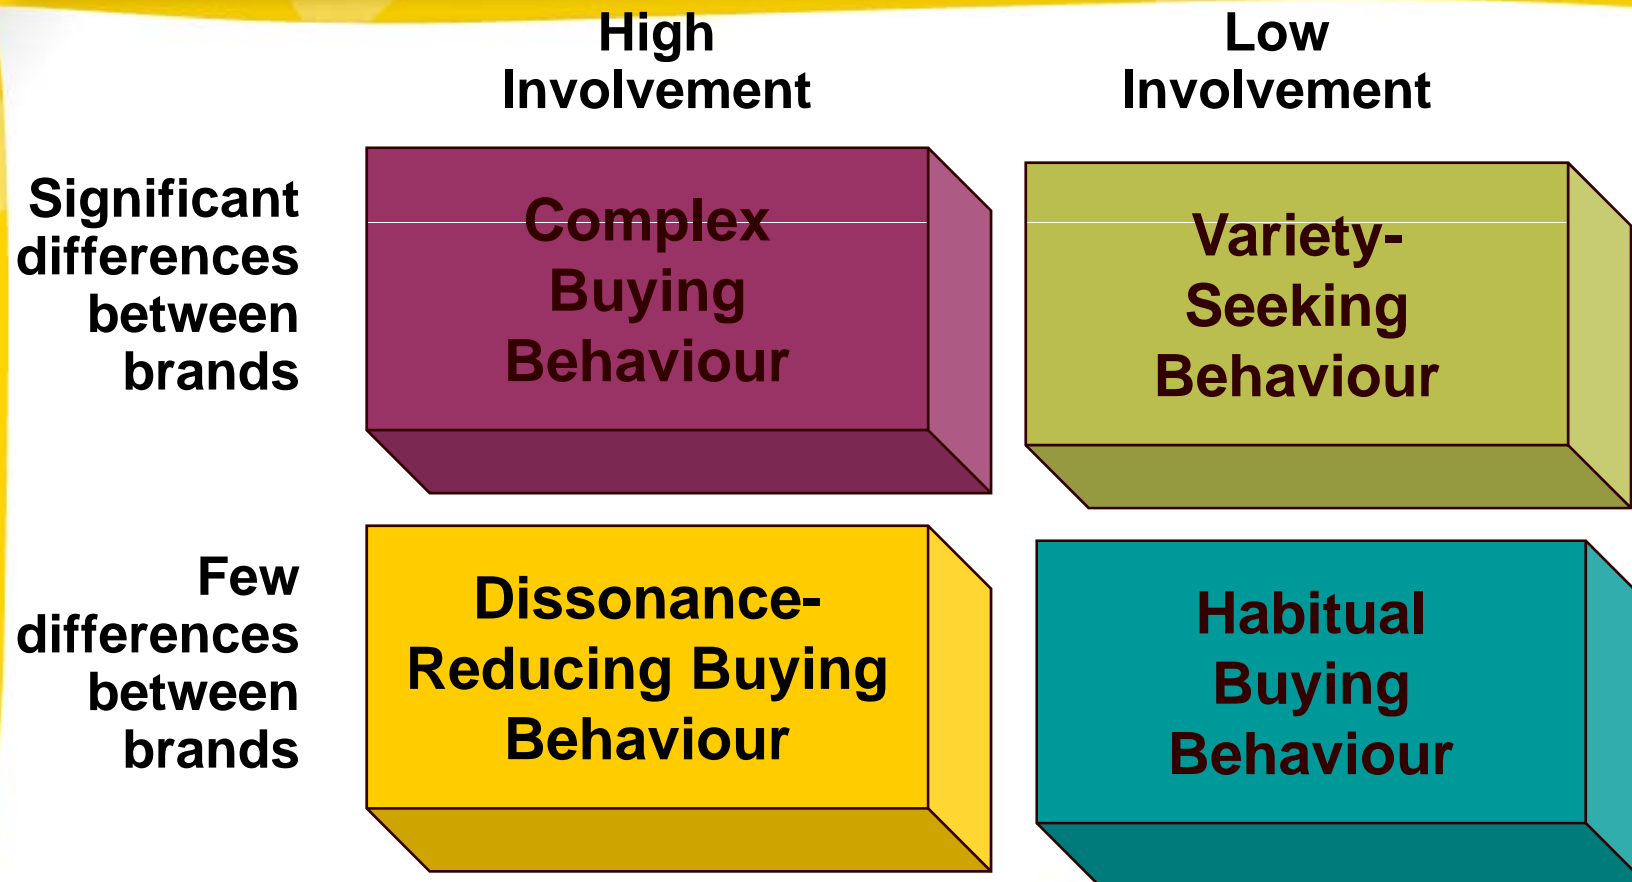 High
Involvement
Low
Involvement
Significant
differences
between
brands
Complex
Buying
Behaviour
Variety-
Seeking
Behaviour
Few
differences
between
brands
Dissonance-
Reducing Buying
Behaviour
Habitual
Buying
Behaviour